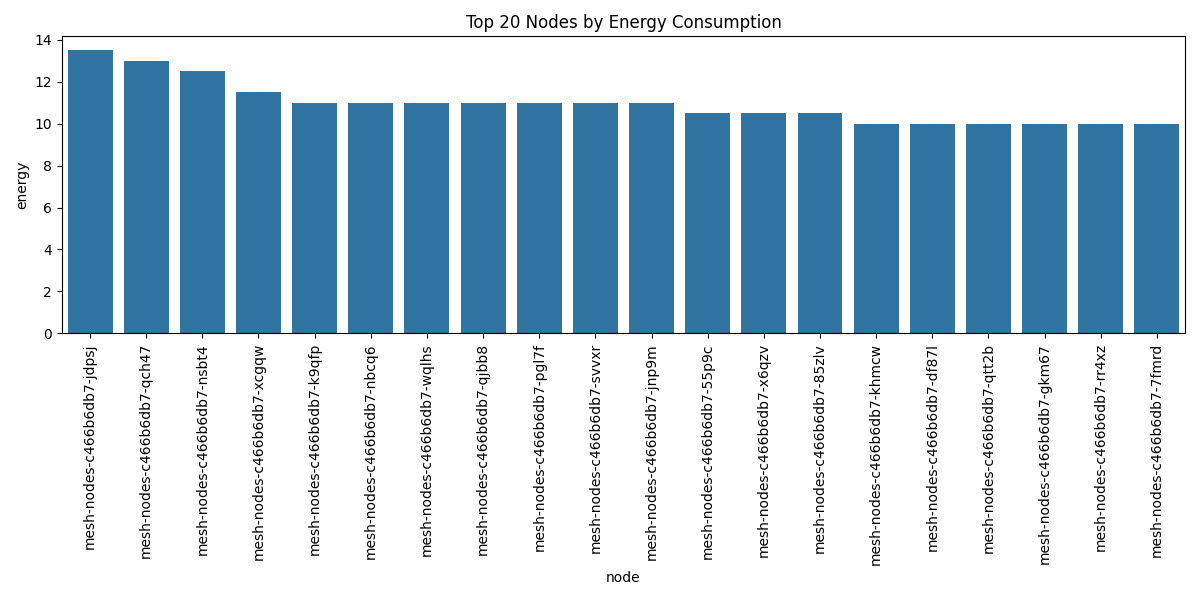 Top 20 Nodes by Energy Consumption
14
12
10
8
6
4
2
0
energy
mesh-nodes-c466b6db7-jdpsj
mesh-nodes-c466b6db7-qch47
mesh-nodes-c466b6db7-nsbt4
mesh-nodes-c466b6db7-xcgqw
mesh-nodes-c466b6db7-k9qfp
mesh-nodes-c466b6db7-nbcq6
mesh-nodes-c466b6db7-wqlhs
mesh-nodes-c466b6db7-qjbb8
mesh-nodes-c466b6db7-pgl7f
mesh-nodes-c466b6db7-svvxr
mesh-nodes-c466b6db7-jnp9m
mesh-nodes-c466b6db7-55p9c
mesh-nodes-c466b6db7-x6qzv
mesh-nodes-c466b6db7-85zlv
mesh-nodes-c466b6db7-khmcw
mesh-nodes-c466b6db7-df87l
mesh-nodes-c466b6db7-qtt2b
mesh-nodes-c466b6db7-gkm67
mesh-nodes-c466b6db7-rr4xz
mesh-nodes-c466b6db7-7fmrd
node